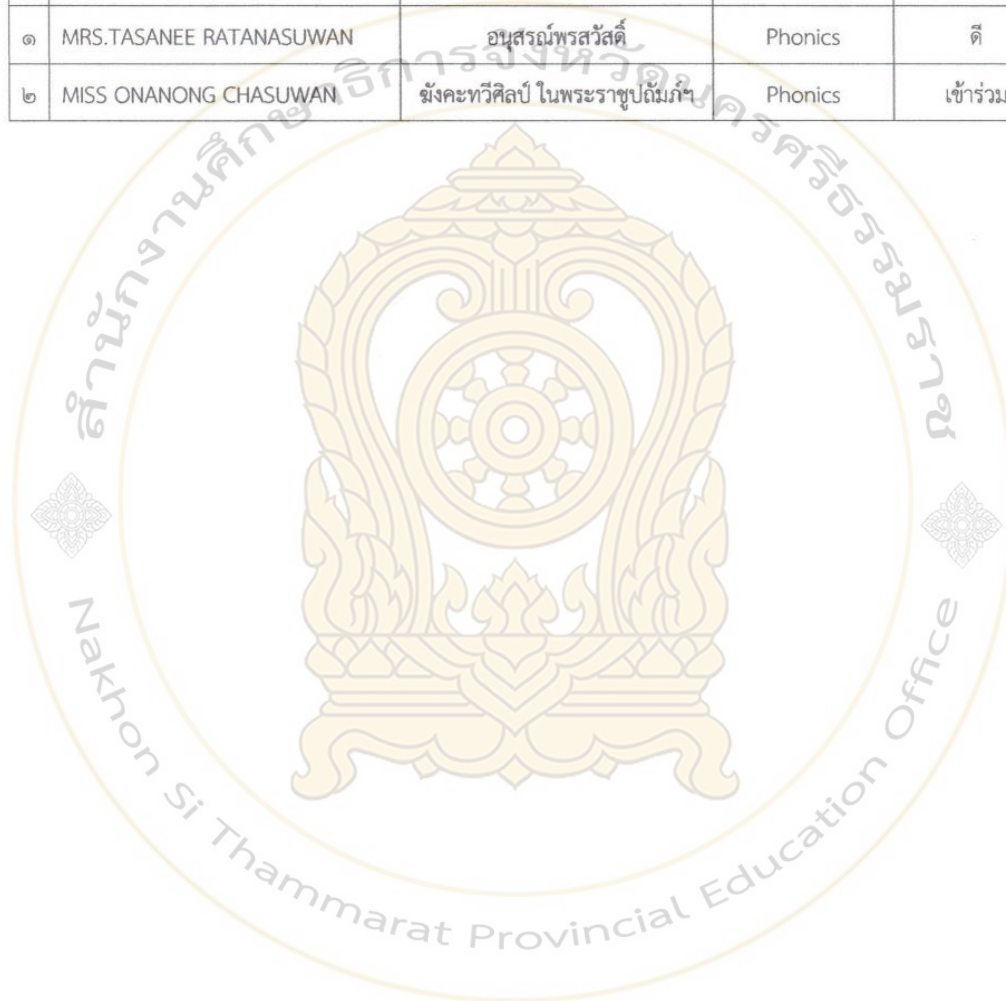 ๑ MRS.TASANEE RATANASUWAN อนุสรณ์พรสวัสดิ์ Phonics ดี
๒ MISS ONANONG CHASUWAN ฆังคะทวีศิลป์ ในพระราชูปถัมภ์ฯ Phonics เข้าร่วม
สำนักงานศึกษาธิการจังหวัดนครศรีธรรมราช
Nakhon Si Thammarat Provincial Education Office